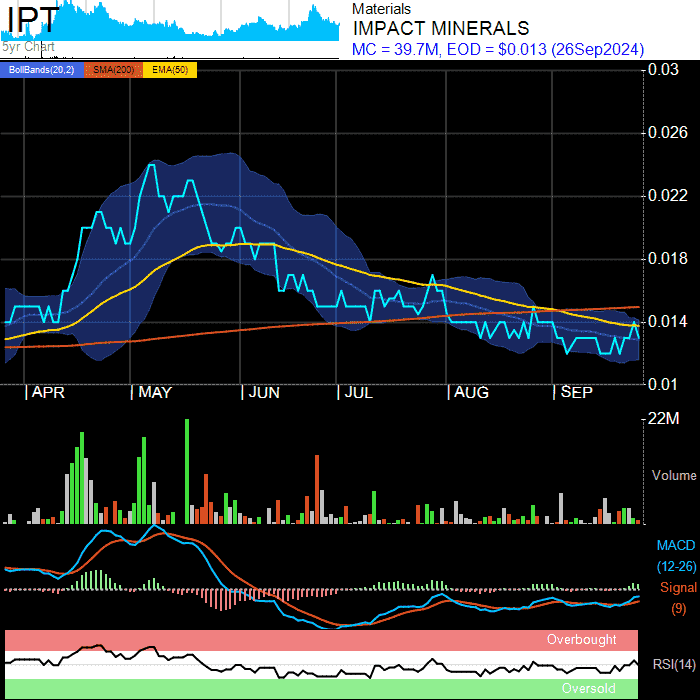 IPT
5yr Chart
Materials
IMPACT MINERALS
MC = 39.7M, EOD = $0.013 (26Sep2024)
BollBands(20,2) SMA(200) EMA(50)
0.03
0.026
0.022
0.018
0.014
0.01
APR MAY JUN JUL AUG SEP
22M
Volume
MACD
(12-26)
Signal
(9)
Overbought
RSI(14)
Oversold